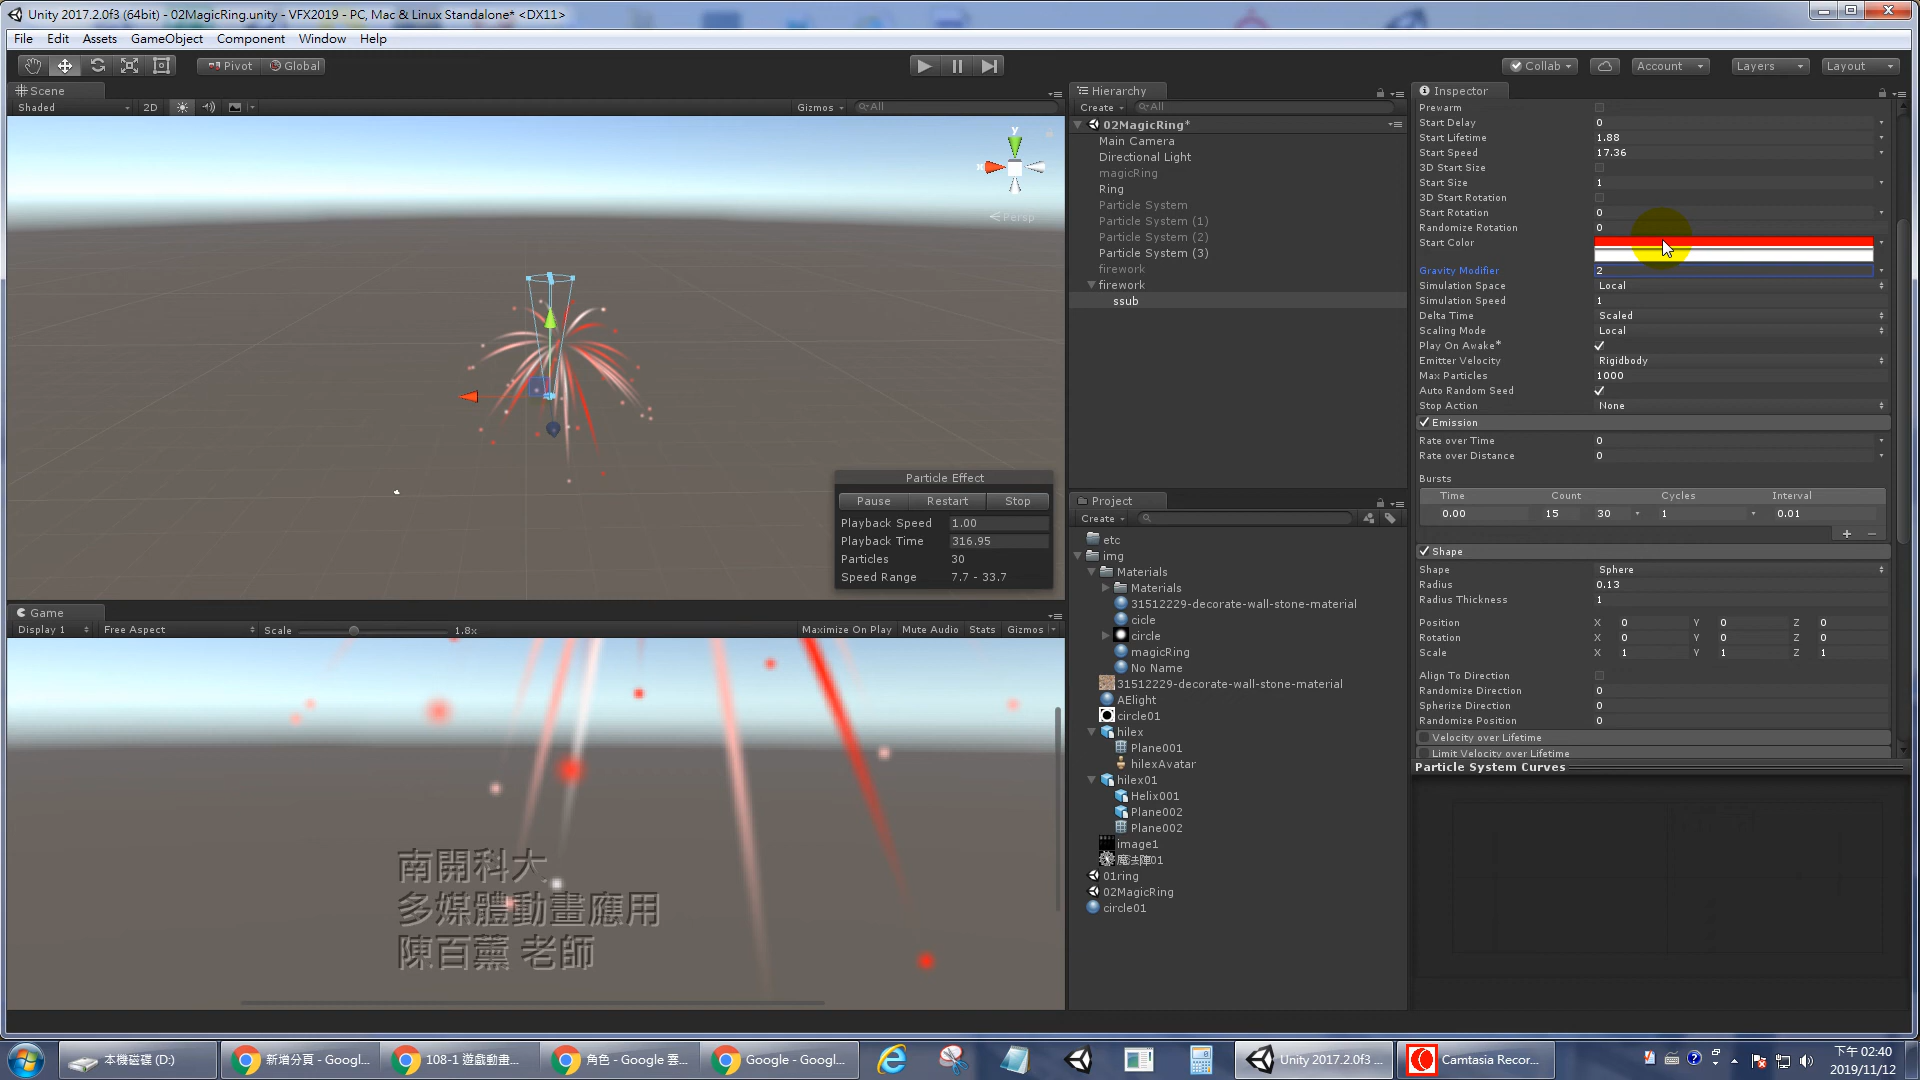 Unity 2017.2.0f3 (64bit) - 02MagicRing.unity - VFX2019 - PC, Mac & Linux Standalone* <DX11>
File Edit Assets GameObject Component Window Help
Pivot Global Collab Account Layers Layout
Scene
Shaded 2D Gizmos All
y
x
Persp
Particle Effect
Pause Restart Stop
Playback Speed 1.00
Playback Time 316.95
Particles 30
Speed Range 7.7 - 33.7
Game
Display 1 Free Aspect Scale 1.8x Maximize On Play Mute Audio Stats Gizmos
南開科大
多媒體動畫應用
陳百薰 老師
Hierarchy
Create All
02MagicRing*
Main Camera
Directional Light
magicRing
Ring
Particle System
Particle System (1)
Particle System (2)
Particle System (3)
firework
firework
ssub
Project
Create
etc
img
Materials
Materials
31512229-decorate-wall-stone-material
cicle
circle
magicRing
No Name
31512229-decorate-wall-stone-material
AElight
circle01
hilex
Plane001
hilexAvatar
hilex01
Helix001
Plane002
Plane002
image1
魔法陣01
01ring
02MagicRing
circle01
Inspector
Prewarm
Start Delay 0
Start Lifetime 1.88
Start Speed 17.36
3D Start Size
Start Size 1
3D Start Rotation
Start Rotation 0
Randomize Rotation 0
Start Color
Gravity Modifier 2
Simulation Space Local
Simulation Speed 1
Delta Time Scaled
Scaling Mode Local
Play On Awake*
Emitter Velocity Rigidbody
Max Particles 1000
Auto Random Seed
Stop Action None
Emission
Rate over Time 0
Rate over Distance 0
Bursts
Time Count Cycles Interval
0.00 15 30 1 0.01
Shape
Shape Sphere
Radius 0.13
Radius Thickness 1
Position X 0 Y 0 Z 0
Rotation X 0 Y 0 Z 0
Scale X 1 Y 1 Z 1
Align To Direction
Randomize Direction 0
Spherize Direction 0
Randomize Position 0
Velocity over Lifetime
Limit Velocity over Lifetime
Particle System Curves
本機磁碟 (D:) 新增分頁 - Googl... 108-1 遊戲動畫... 角色 - Google 雲... Google - Googl... Unity 2017.2.0f3 ... Camtasia Recor...
下午 02:40
2019/11/12